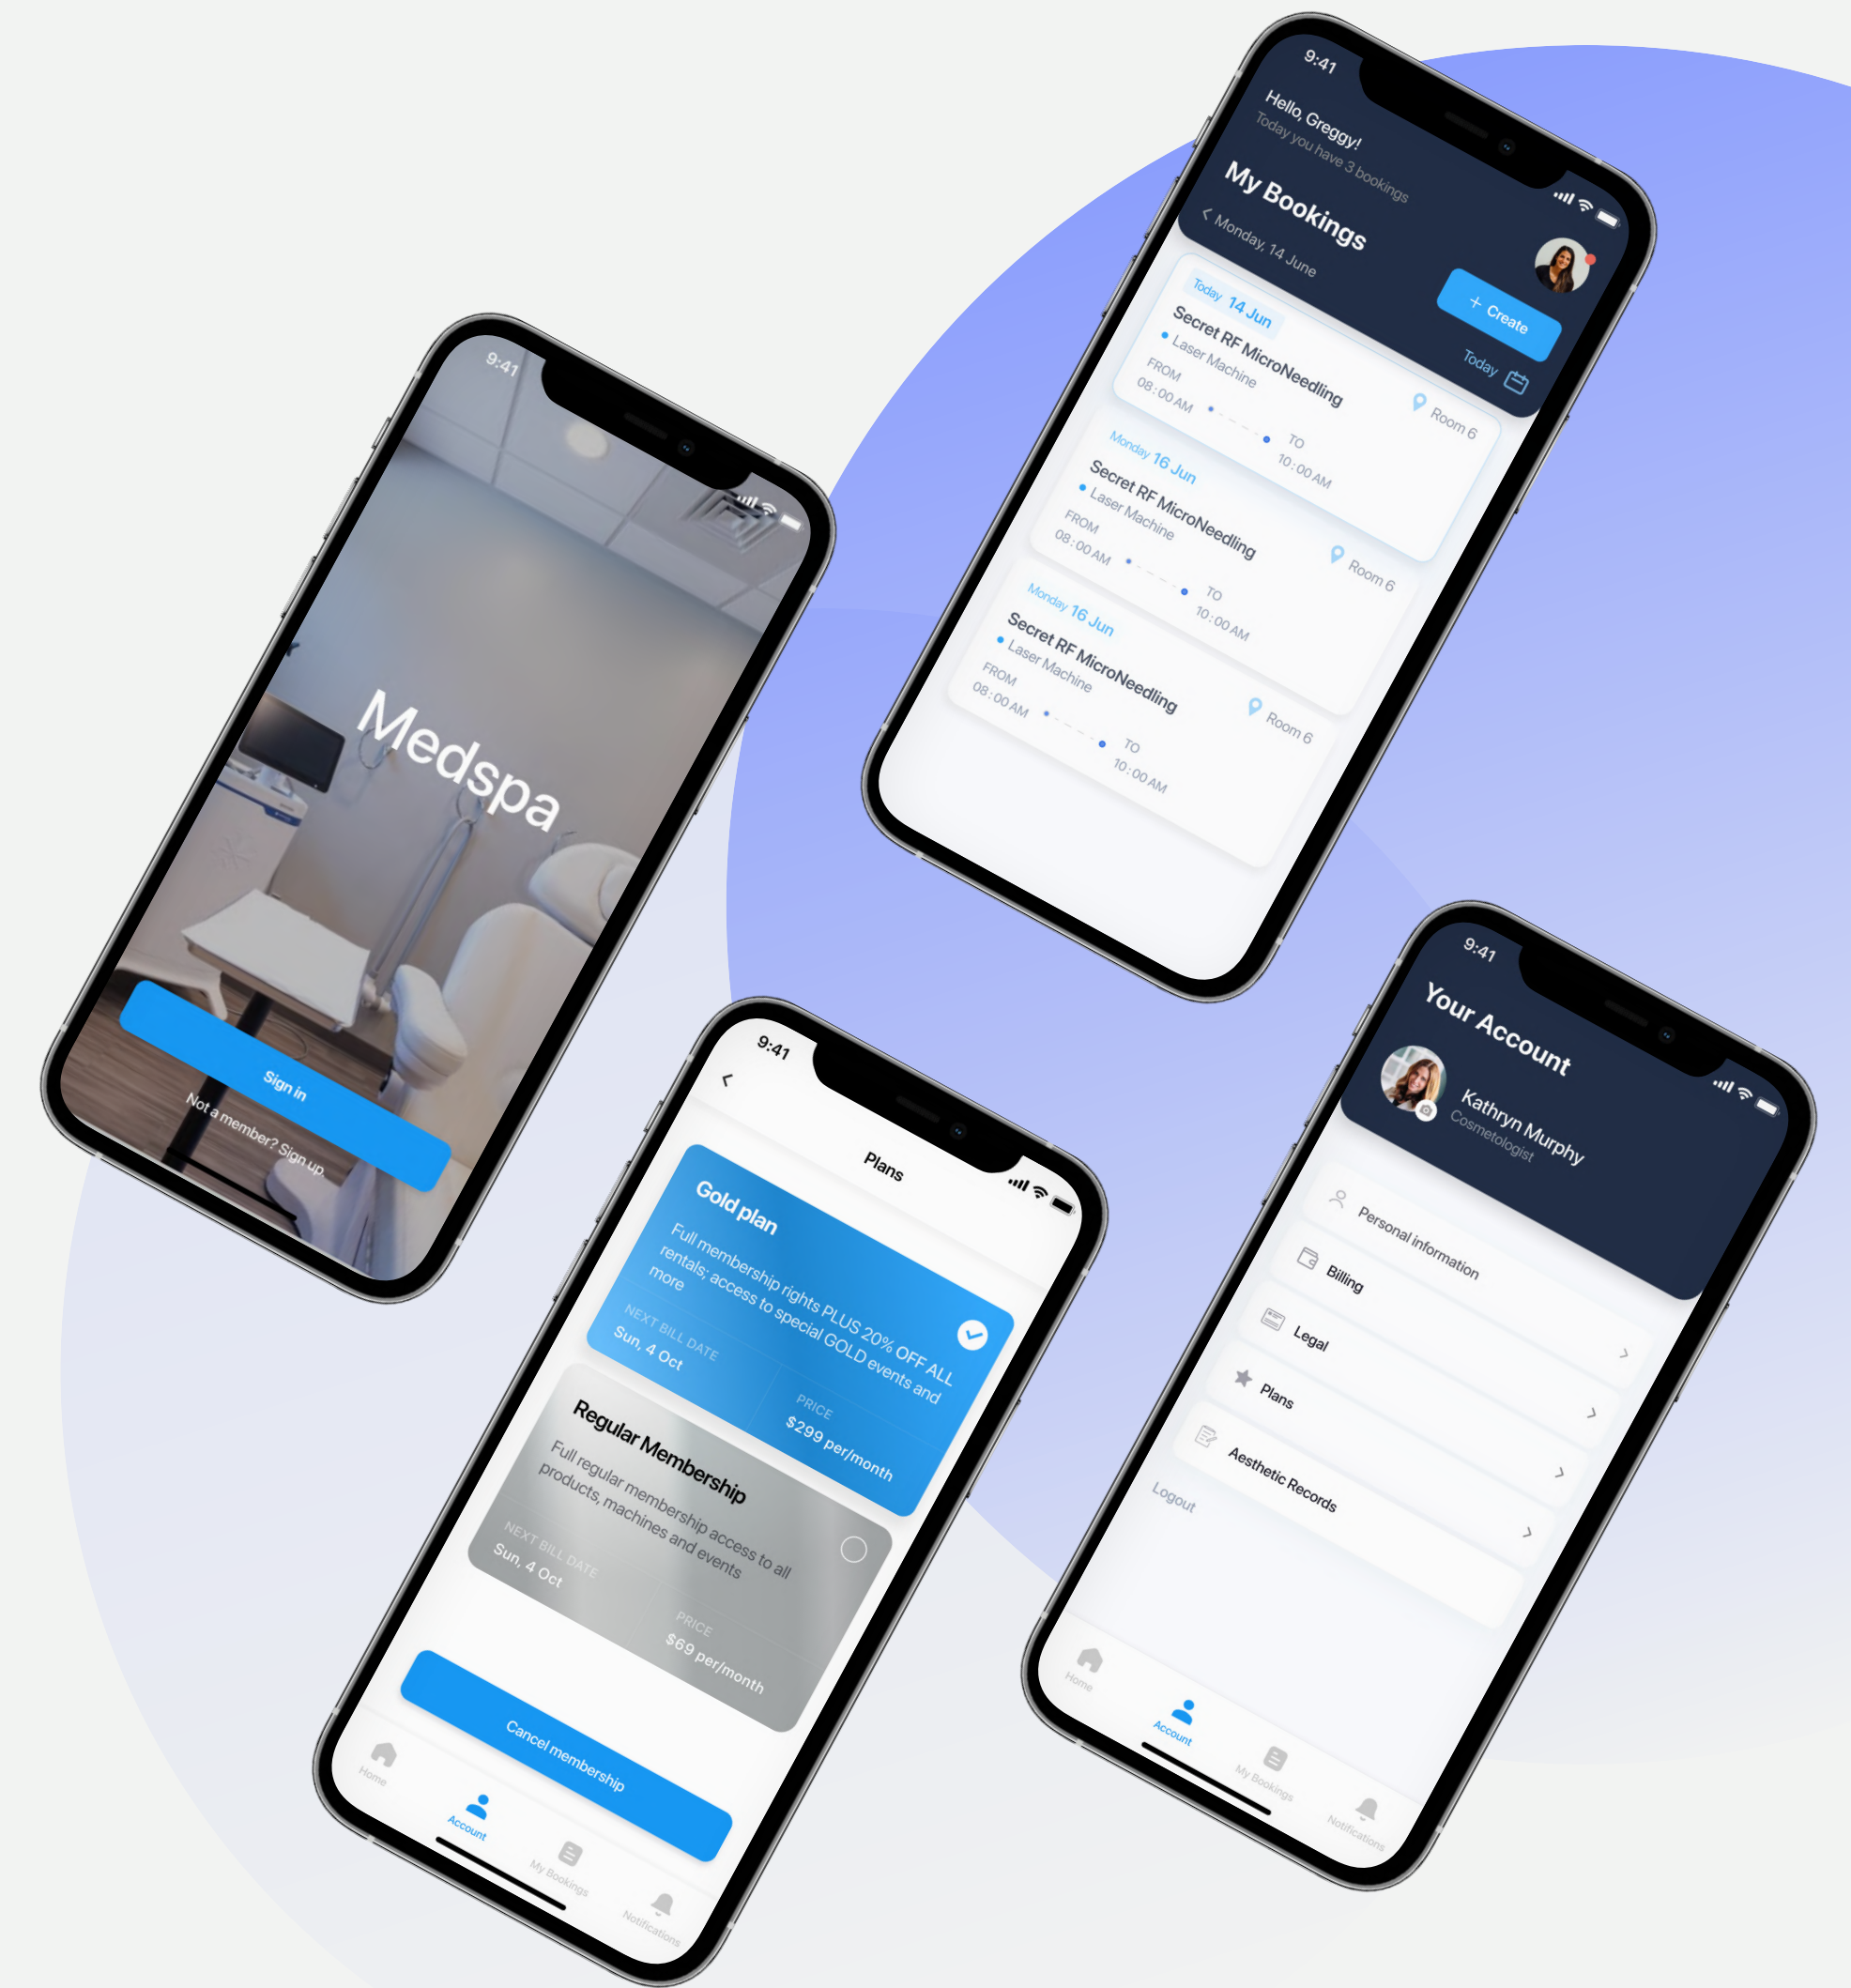 9:41
Medspa
Sign in
Not a member? Sign up
9:41
Hello, Greggy!
Today you have 3 bookings
My Bookings
+ Create
Monday, 14 June
Today
Today 14 Jun
Secret RF MicroNeedling
Laser Machine
Room 6
FROM
08:00 AM
TO
10:00 AM
Monday 16 Jun
Secret RF MicroNeedling
Laser Machine
Room 6
FROM
08:00 AM
TO
10:00 AM
Monday 16 Jun
Secret RF MicroNeedling
Laser Machine
Room 6
FROM
08:00 AM
TO
10:00 AM
9:41
Plans
Gold plan
Full membership rights PLUS 20% OFF ALL
rentals; access to special GOLD events and
more
NEXT BILL DATE
Sun, 4 Oct
PRICE
$299 per/month
Regular Membership
Full regular membership access to all
products, machines and events
NEXT BILL DATE
Sun, 4 Oct
PRICE
$69 per/month
Cancel membership
Home
Account
My Bookings
Notifications
9:41
Your Account
Kathryn Murphy
Cosmetologist
Personal information
Billing
Legal
Plans
Aesthetic Records
Logout
Home
Account
My Bookings
Notifications